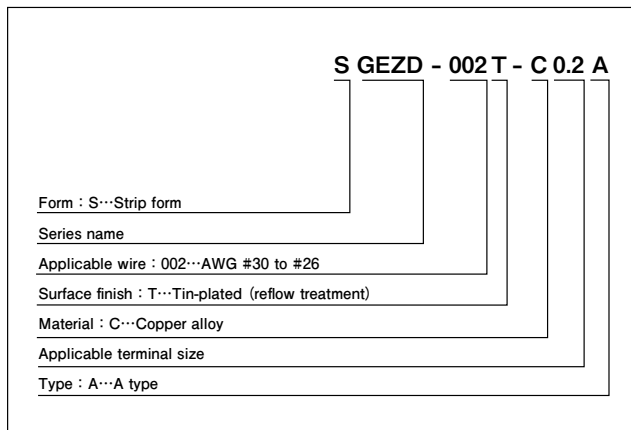 S GEZD - 002 T - C 0.2 A
Form：S…Strip form
Series name
Applicable wire：002…AWG #30 to #26
Surface finish：T…Tin-plated (reflow treatment)
Material：C…Copper alloy
Applicable terminal size
Type：A…A type